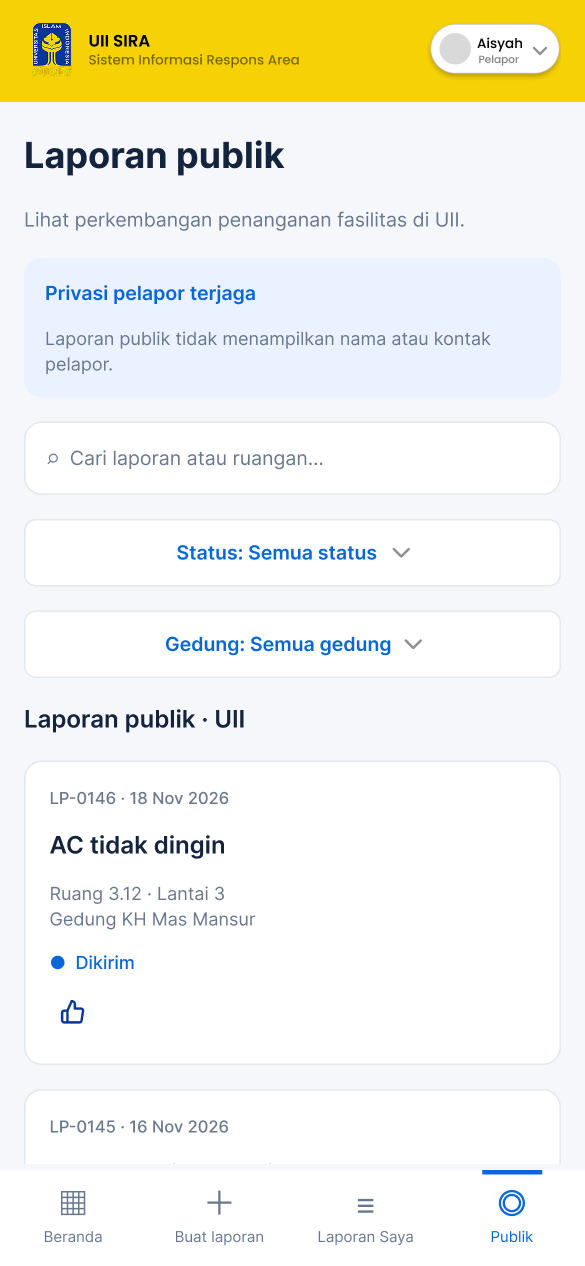 UNIVERSITAS
ISLAM
INDONESIA
UII SIRA
Sistem Informasi Respons Area
Aisyah
Pelapor
Laporan publik
Lihat perkembangan penanganan fasilitas di UII.
Privasi pelapor terjaga
Laporan publik tidak menampilkan nama atau kontak
pelapor.
Cari laporan atau ruangan...
Status: Semua status
Gedung: Semua gedung
Laporan publik · UII
LP-0146 · 18 Nov 2026
AC tidak dingin
Ruang 3.12 · Lantai 3
Gedung KH Mas Mansur
Dikirim
LP-0145 · 16 Nov 2026
Beranda
Buat laporan
Laporan Saya
Publik